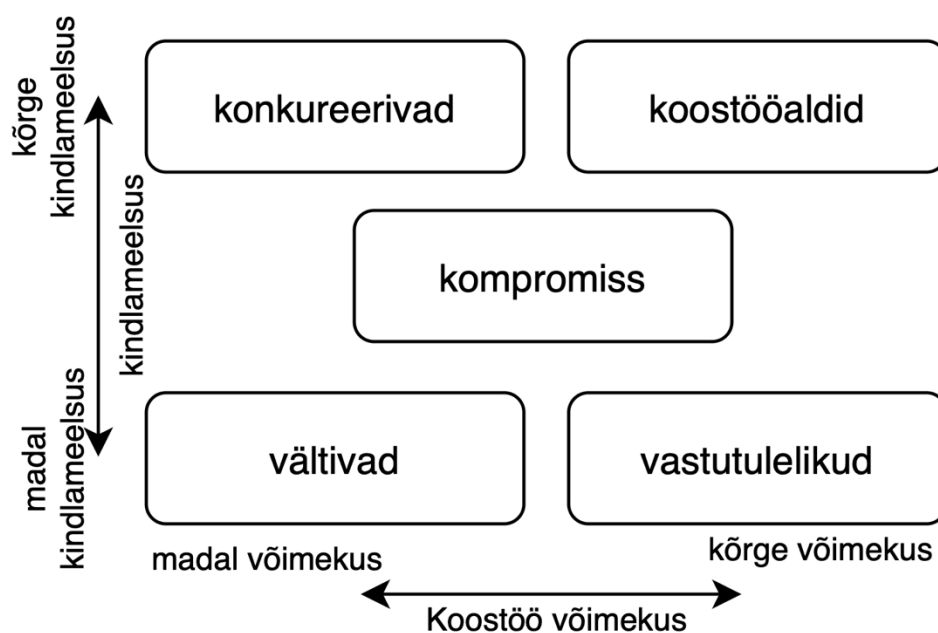 kõrge
kindlameelsus
kindlameelsus
madal
kindlameelsus
konkureerivad
koostööaldid
kompromiss
vältivad
vastutulelikud
madal võimekus
kõrge võimekus
Koostöö võimekus